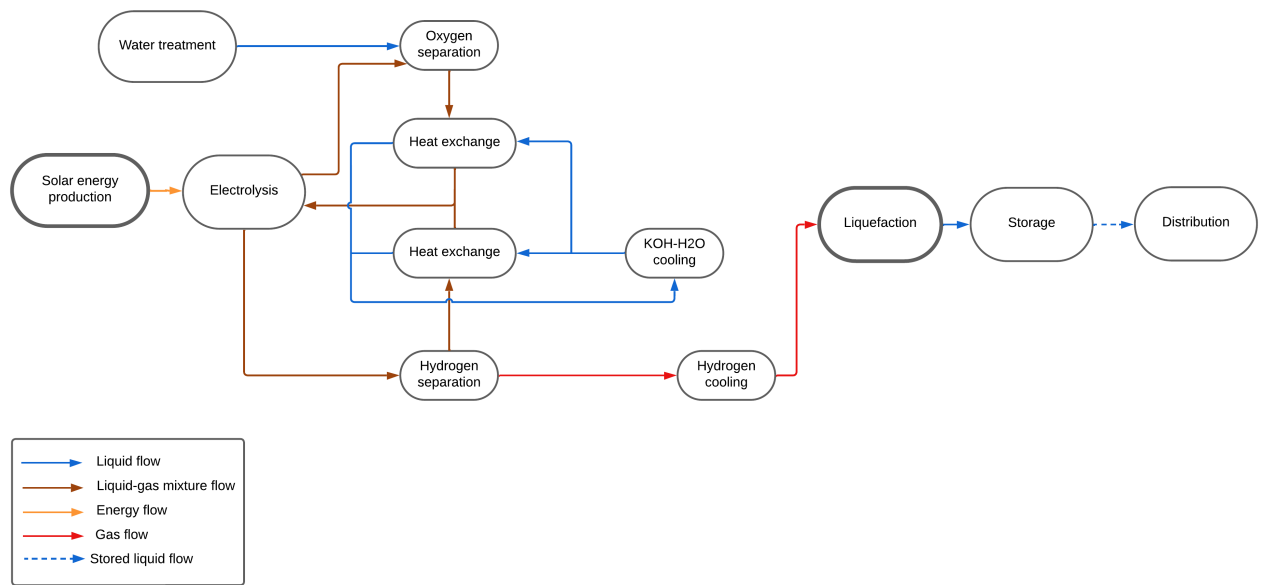 Water treatment
Oxygen
separation
Heat exchange
Solar energy
production
Electrolysis
Liquefaction
Storage
Distribution
Heat exchange
KOH-H2O
cooling
Hydrogen
separation
Hydrogen
cooling
Liquid flow
Liquid-gas mixture flow
Energy flow
Gas flow
Stored liquid flow